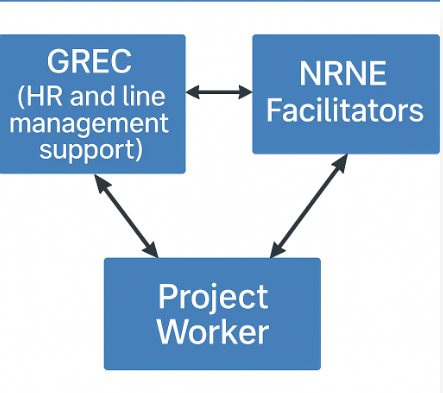 GREC
(HR and line
management
support)
NRNE
Facilitators
Project
Worker